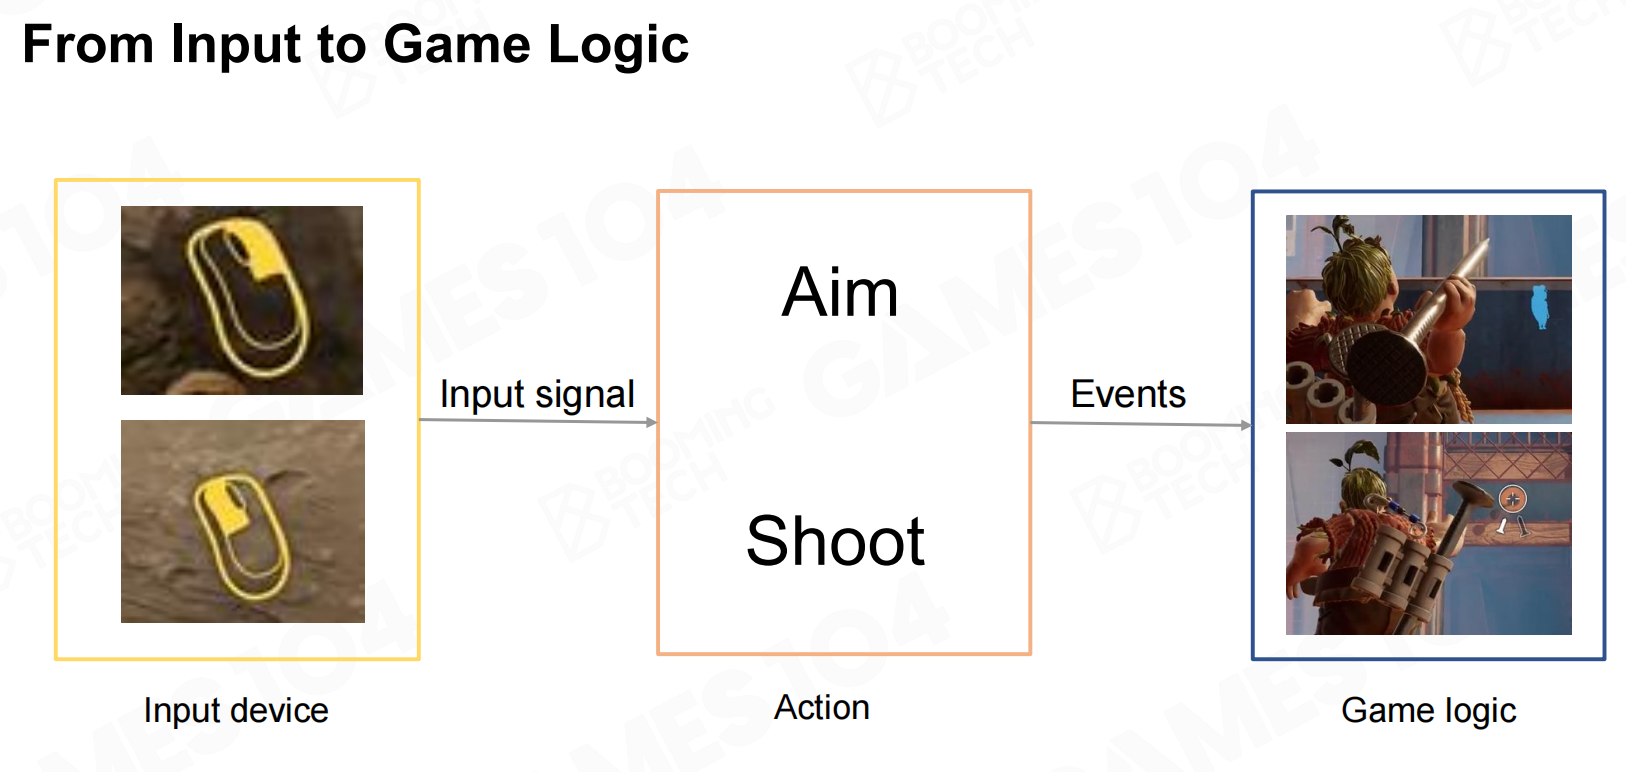 From Input to Game Logic
Aim
Input signal
Events
Shoot
Input device
Action
Game logic
BOOMING TECH
GAMES104